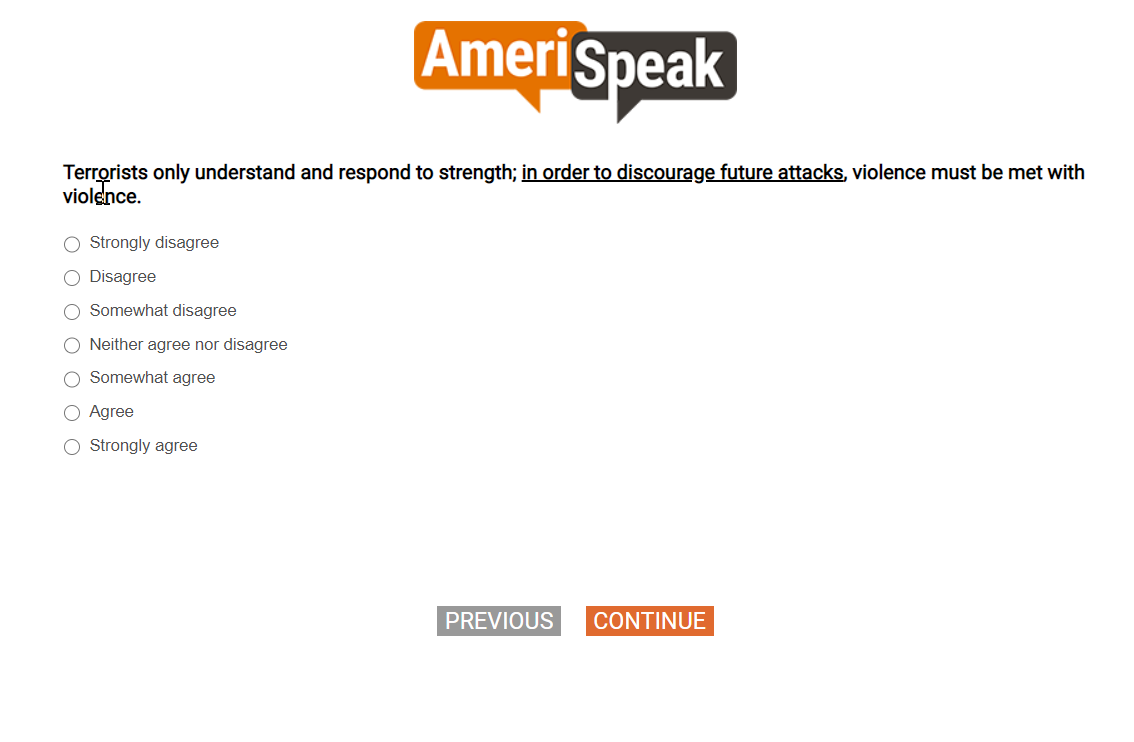 AmeriSpeak
Terrorists only understand and respond to strength; in order to discourage future attacks, violence must be met with
violence.
Strongly disagree
Disagree
Somewhat disagree
Neither agree nor disagree
Somewhat agree
Agree
Strongly agree
PREVIOUS CONTINUE